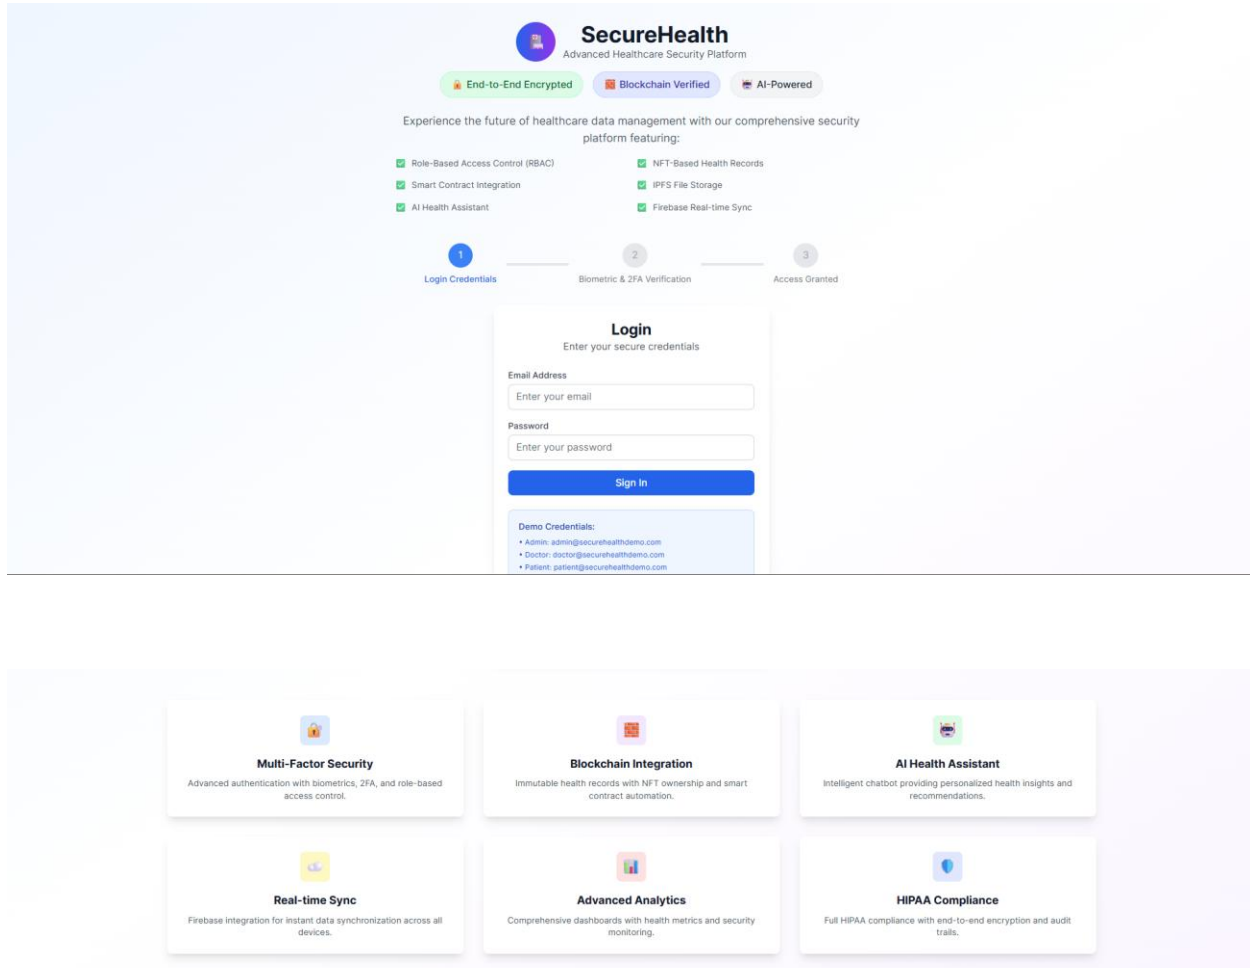 SecureHealth
Advanced Healthcare Security Platform
End-to-End Encrypted
Blockchain Verified
AI-Powered
Experience the future of healthcare data management with our comprehensive security
platform featuring:
Role-Based Access Control (RBAC)
NFT-Based Health Records
Smart Contract Integration
IPFS File Storage
AI Health Assistant
Firebase Real-time Sync
1
2
3
Login Credentials
Biometric & 2FA Verification
Access Granted
Login
Enter your secure credentials
Email Address
Enter your email
Password
Enter your password
Sign In
Demo Credentials:
• Admin: admin@securehealthdemo.com
• Doctor: doctor@securehealthdemo.com
• Patient: patient@securehealthdemo.com
Multi-Factor Security
Advanced authentication with biometrics, 2FA, and role-based
access control.
Blockchain Integration
Immutable health records with NFT ownership and smart
contract automation.
AI Health Assistant
Intelligent chatbot providing personalized health insights and
recommendations.
Real-time Sync
Firebase integration for instant data synchronization across all
devices.
Advanced Analytics
Comprehensive dashboards with health metrics and security
monitoring.
HIPAA Compliance
Full HIPAA compliance with end-to-end encryption and audit
trails.